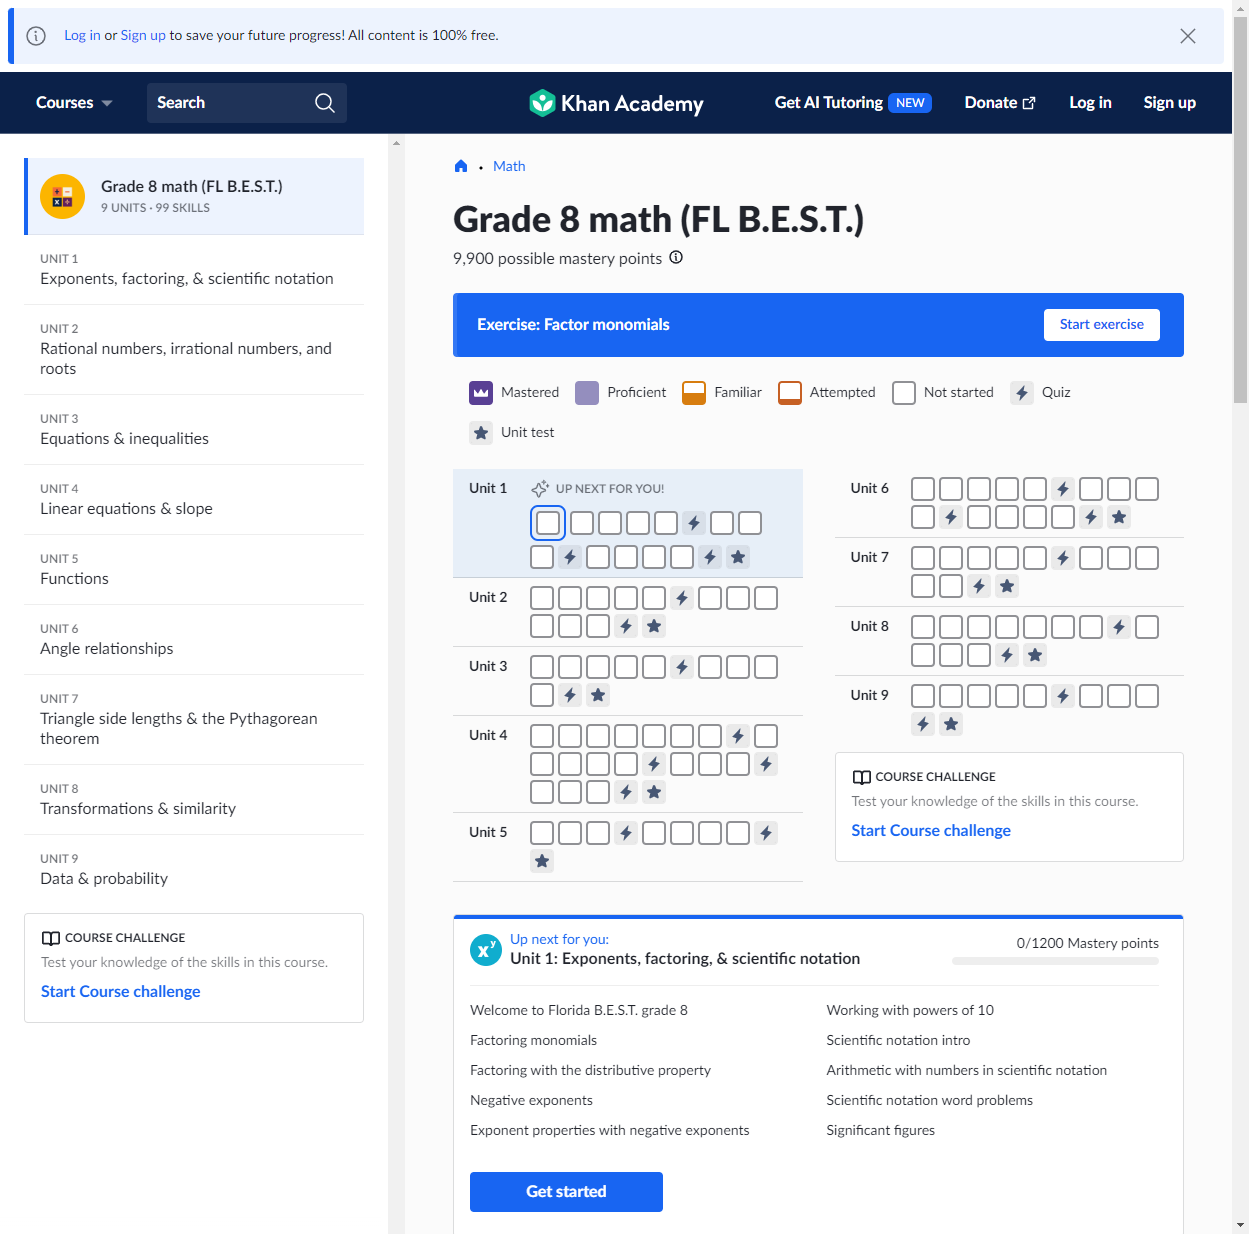 Log in or Sign up to save your future progress! All content is 100% free.
Courses
Search
Khan Academy
Get AI Tutoring NEW
Donate
Log in
Sign up
Grade 8 math (FL B.E.S.T.)
9 UNITS · 99 SKILLS
UNIT 1
Exponents, factoring, & scientific notation
UNIT 2
Rational numbers, irrational numbers, and
roots
UNIT 3
Equations & inequalities
UNIT 4
Linear equations & slope
UNIT 5
Functions
UNIT 6
Angle relationships
UNIT 7
Triangle side lengths & the Pythagorean
theorem
UNIT 8
Transformations & similarity
UNIT 9
Data & probability
COURSE CHALLENGE
Test your knowledge of the skills in this course.
Start Course challenge
Math
Grade 8 math (FL B.E.S.T.)
9,900 possible mastery points
Exercise: Factor monomials
Start exercise
Mastered
Proficient
Familiar
Attempted
Not started
Quiz
Unit test
Unit 1
UP NEXT FOR YOU!
Unit 2
Unit 3
Unit 4
Unit 5
Unit 6
Unit 7
Unit 8
Unit 9
COURSE CHALLENGE
Test your knowledge of the skills in this course.
Start Course challenge
Up next for you:
Unit 1: Exponents, factoring, & scientific notation
0/1200 Mastery points
Welcome to Florida B.E.S.T. grade 8
Factoring monomials
Factoring with the distributive property
Negative exponents
Exponent properties with negative exponents
Working with powers of 10
Scientific notation intro
Arithmetic with numbers in scientific notation
Scientific notation word problems
Significant figures
Get started